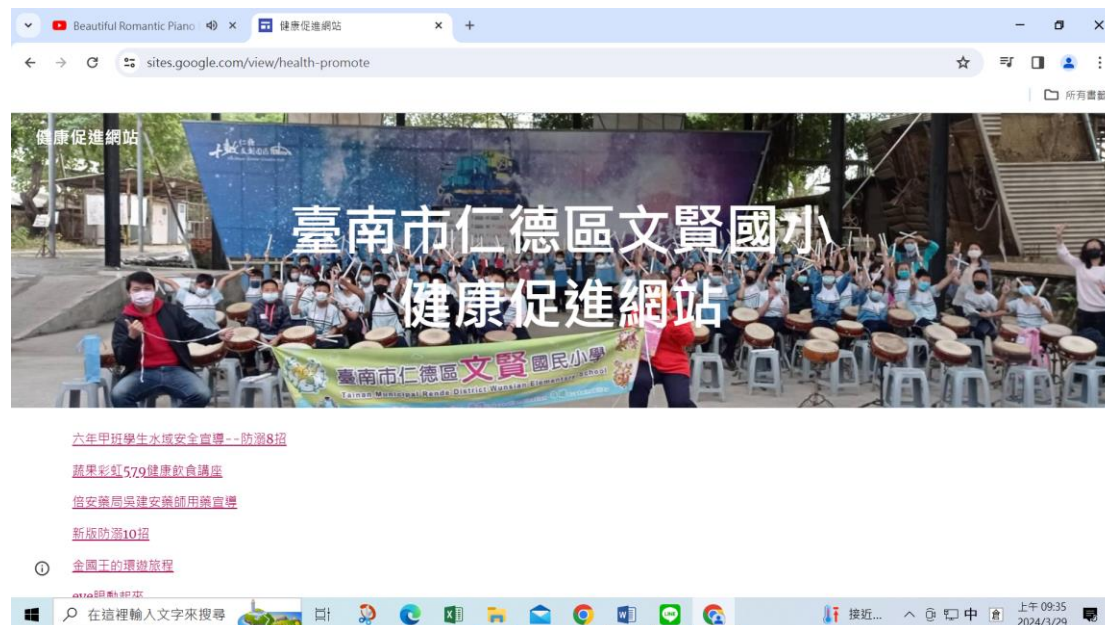 Beautiful Romantic Piano
健康促進網站
sites.google.com/view/health-promote
所有書籤
健康促進網站
臺南市仁德區文賢國小
健康促進網站
臺南市仁德區文賢國民小學
Tainan Municipal Rende District Wunsian Elementary School
六年甲班學生水域安全宣導--防溺8招
蔬果彩虹579健康飲食講座
倍安藥局吳建安藥師用藥宣導
新版防溺10招
金國王的環遊旅程
eye眼動起來
在這裡輸入文字來搜尋
接近...
中
上午 09:35
2024/3/29